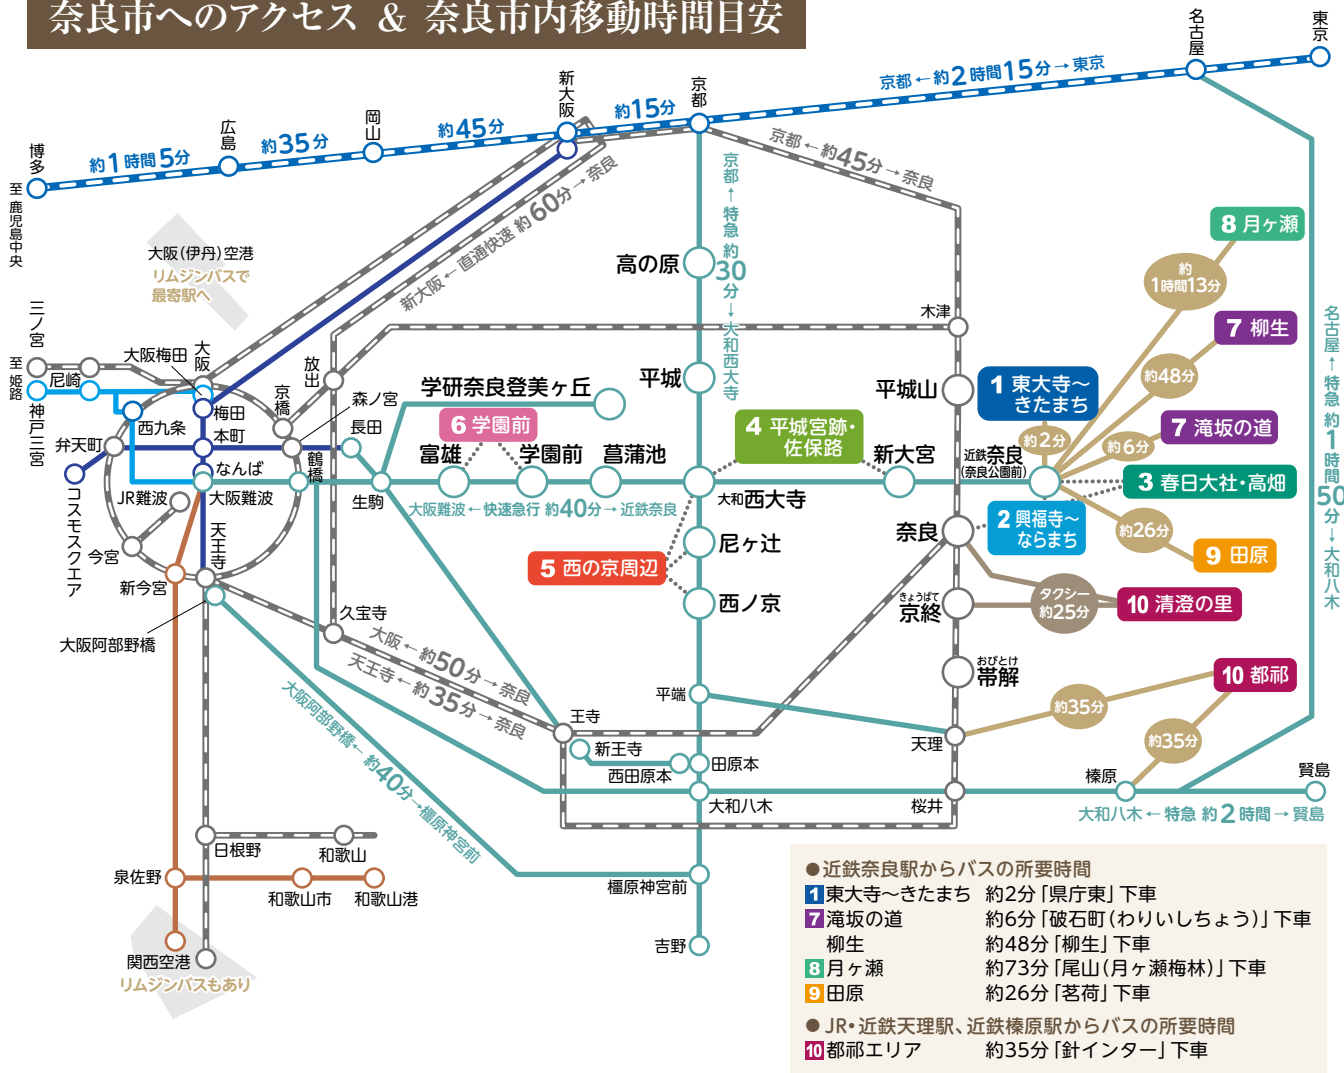 奈良市へのアクセス ＆ 奈良市内移動時間目安
東京
名古屋
京都←約2時間15分→東京
京都
約15分
新大阪
約45分
岡山
約35分
広島
約1時間5分
博多
至 鹿児島中央
京都←約45分→奈良
新大阪←直通快速 約60分→奈良
京都←特急 約30分→大和西大寺
大阪(伊丹)空港
リムジンバスで
最寄駅へ
8 月ヶ瀬
約
1時間13分
7 柳生
約48分
7 滝坂の道
約6分
1 東大寺〜
きたまち
約2分
3 春日大社・高畑
2 興福寺〜
ならまち
約26分
9 田原
タクシー
約25分
10 清澄の里
10 都祁
約35分
約35分
名古屋←特急 約1時間50分→大和八木
三ノ宮
至 姫路
神戸三宮
尼崎
大阪梅田
大阪
梅田
西九条
本町
弁天町
なんば
コスモスクエア
JR難波
大阪難波
今宮
新今宮
天王寺
大阪阿部野橋
京橋
放出
森ノ宮
鶴橋
長田
生駒
学研奈良登美ヶ丘
6 学園前
富雄
学園前
菖蒲池
大阪難波←快速急行 約40分→近鉄奈良
高の原
平城
4 平城宮跡・
佐保路
大和西大寺
新大宮
近鉄奈良
(奈良公園前)
5 西の京周辺
尼ヶ辻
西ノ京
木津
平城山
奈良
きょうばて
京終
おびとけ
帯解
久宝寺
大阪←約50分→奈良
天王寺←約35分→奈良
大阪阿部野橋←約40分→橿原神宮前
王寺
新王寺
西田原本
田原本
平端
天理
大和八木
桜井
榛原
賢島
大和八木←特急 約2時間→賢島
橿原神宮前
吉野
日根野
和歌山
泉佐野
和歌山市
和歌山港
関西空港
リムジンバスもあり
●近鉄奈良駅からバスの所要時間
1 東大寺〜きたまち 約2分「県庁東」下車
7 滝坂の道 約6分「破石町(わりいしちょう)」下車
柳生 約48分「柳生」下車
8 月ヶ瀬 約73分「尾山(月ヶ瀬梅林)」下車
9 田原 約26分「茗荷」下車
●JR・近鉄天理駅、近鉄榛原駅からバスの所要時間
10 都祁エリア 約35分「針インター」下車